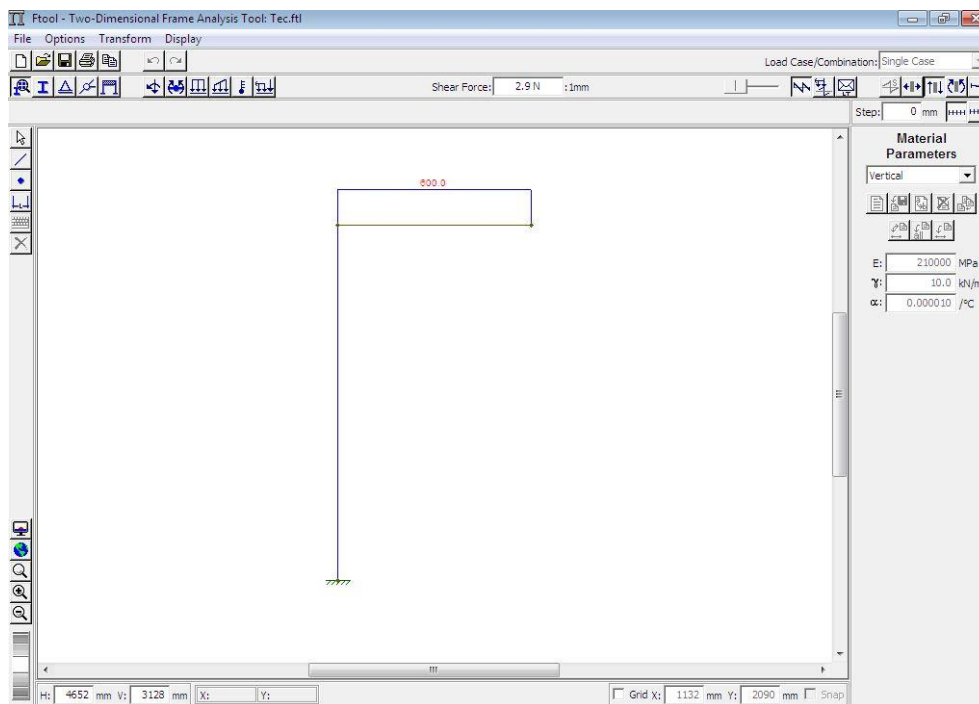 Ftool - Two-Dimensional Frame Analysis Tool: Tec.ftl
File Options Transform Display
Load Case/Combination: Single Case
Shear Force: 2.9 N :1mm
Step: 0 mm
Material
Parameters
Vertical
all
E: 210000 MPa
γ: 10.0 kN/m
α: 0.000010 /°C
600.0
H: 4652 mm V: 3128 mm X: Y: Grid X: 1132 mm Y: 2090 mm Snap